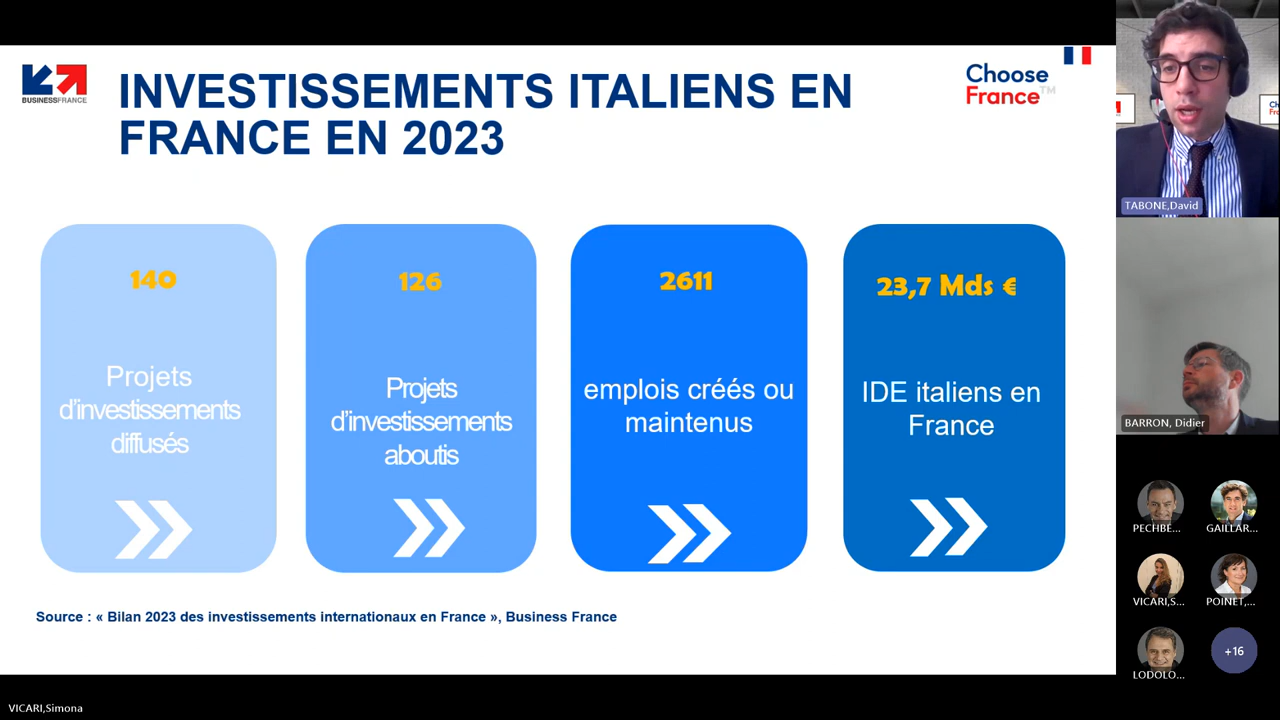 BUSINESSFRANCE
INVESTISSEMENTS ITALIENS EN
FRANCE EN 2023
Choose
France™
140
Projets
d’investissements
diffusés
126
Projets
d’investissements
aboutis
2611
emplois créés ou
maintenus
23,7 Mds €
IDE italiens en
France
Source : « Bilan 2023 des investissements internationaux en France », Business France
TABONE,David
BARRON, Didier
PECHBE...
GAILLAR...
VICARI,S...
POINET,...
LODOLO...
+16
VICARI,Simona